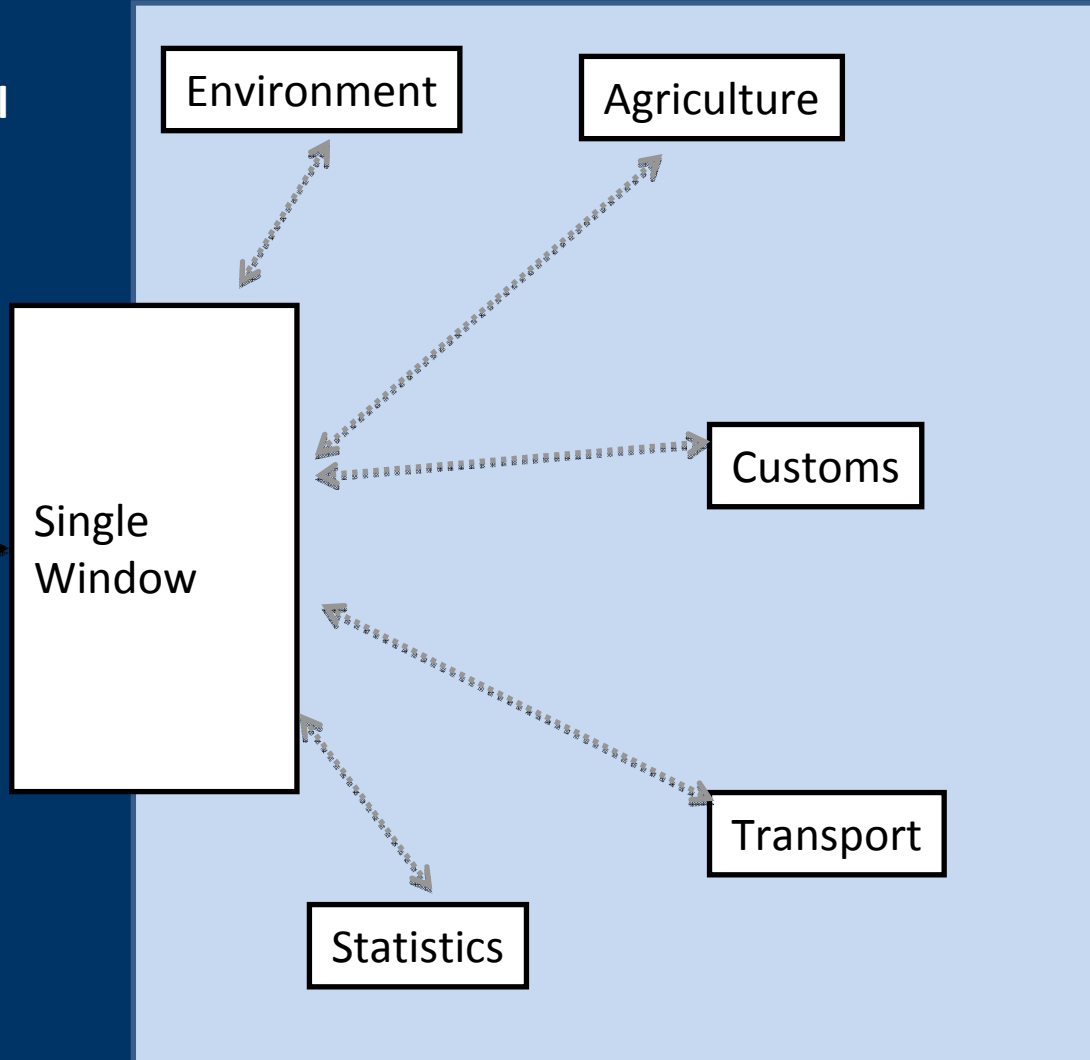 Environment
Agriculture
Customs
Single
Window
Transport
Statistics